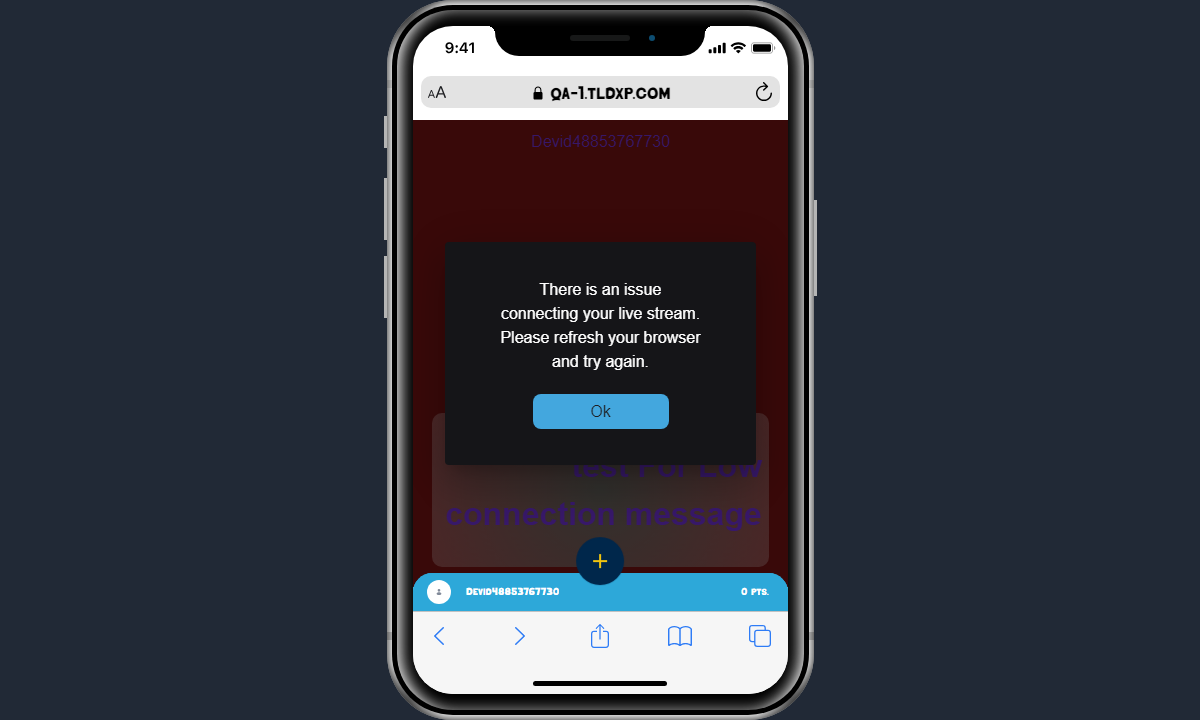 9:41
AA
QA-1.TLDXP.COM
Devid48853767730
There is an issue
connecting your live stream.
Please refresh your browser
and try again.
Ok
test For Low
connection message
+
DEVID48853767730
0 PTS.